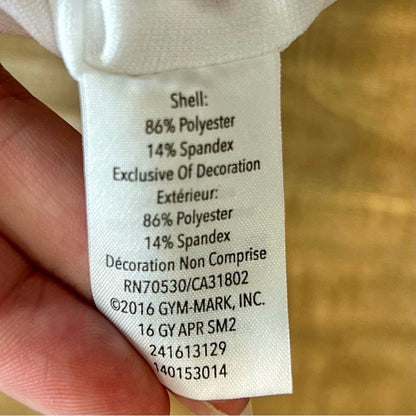 Shell:
86% Polyester
14% Spandex
Exclusive Of Decoration
Extérieur:
86% Polyester
14% Spandex
Décoration Non Comprise
RN70530/CA31802
©2016 GYM-MARK, INC.
16 GY APR SM2
241613129
140153014